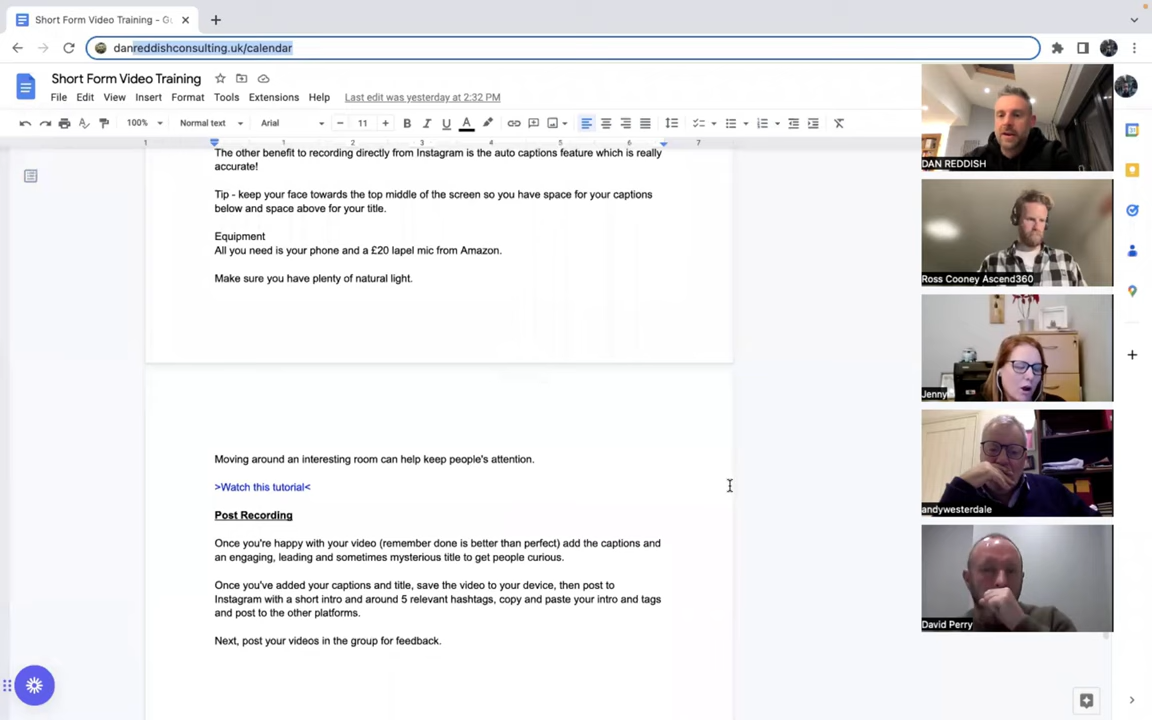 Short Form Video Training - Go
danreddishconsulting.uk/calendar
Short Form Video Training
File Edit View Insert Format Tools Extensions Help Last edit was yesterday at 2:32 PM
100% Normal text Arial 11
1 1 2 3 4 5 6 7
The other benefit to recording directly from Instagram is the auto captions feature which is really
accurate!
Tip - keep your face towards the top middle of the screen so you have space for your captions
below and space above for your title.
Equipment
All you need is your phone and a £20 lapel mic from Amazon.
Make sure you have plenty of natural light.
Moving around an interesting room can help keep people's attention.
>Watch this tutorial<
Post Recording
Once you're happy with your video (remember done is better than perfect) add the captions and
an engaging, leading and sometimes mysterious title to get people curious.
Once you've added your captions and title, save the video to your device, then post to
Instagram with a short intro and around 5 relevant hashtags, copy and paste your intro and tags
and post to the other platforms.
Next, post your videos in the group for feedback.
DAN REDDISH
Ross Cooney Ascend360
Jenny
andywesterdale
David Perry